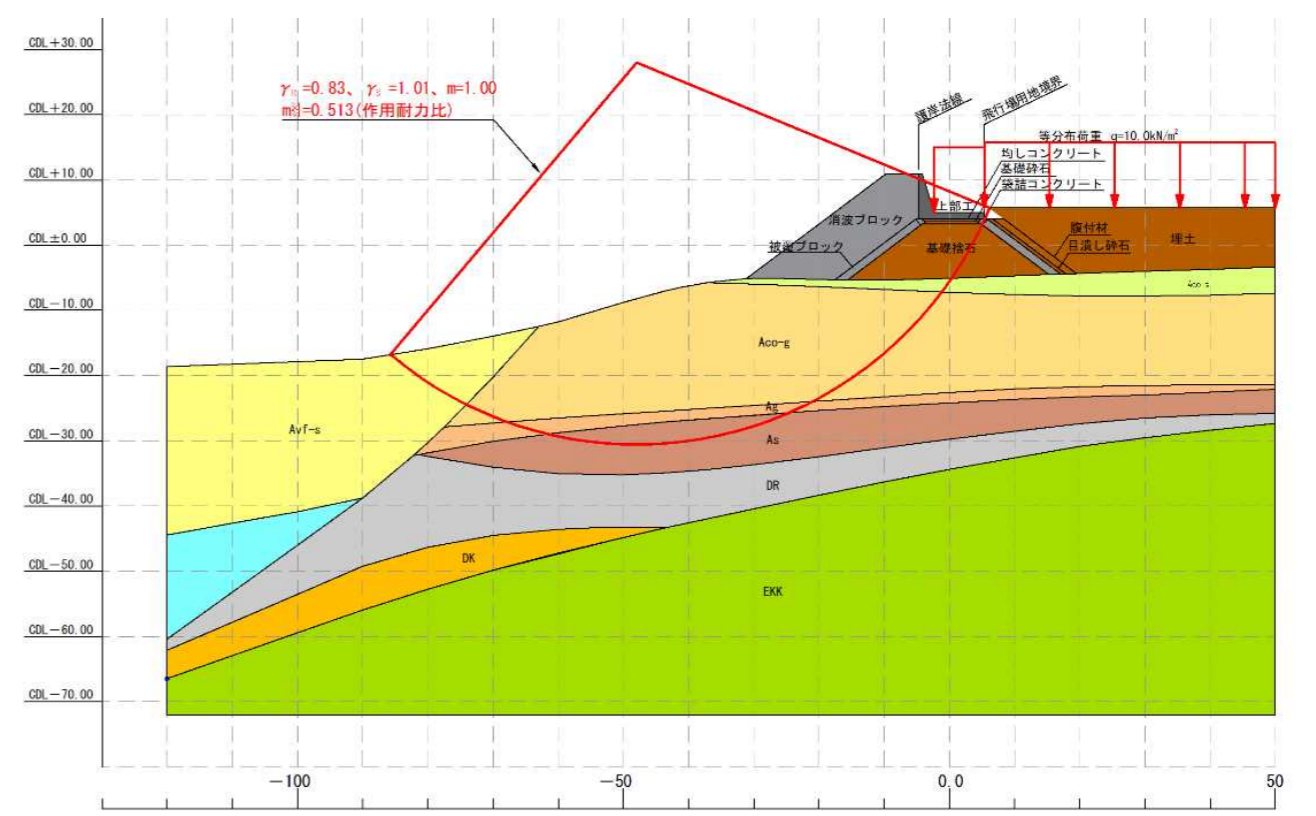 CDL+30.00
CDL+20.00
CDL+10.00
CDL±0.00
CDL−10.00
CDL−20.00
CDL−30.00
CDL−40.00
CDL−50.00
CDL−60.00
CDL−70.00
=0.83、γs =1.01、m=1.00
=0.513(作用耐力比)
護岸法線
飛行場用地境界
等分布荷重 q=10.0kN/㎡
均しコンクリート
基礎砕石
袋詰コンクリート
上部工
消波ブロック
被覆ブロック
基礎捨石
腹付材
目潰し砕石
埋土
Aco-s
Aco-g
Ag
As
Avf-s
DR
DK
EKK
−100
−50
0.0
50